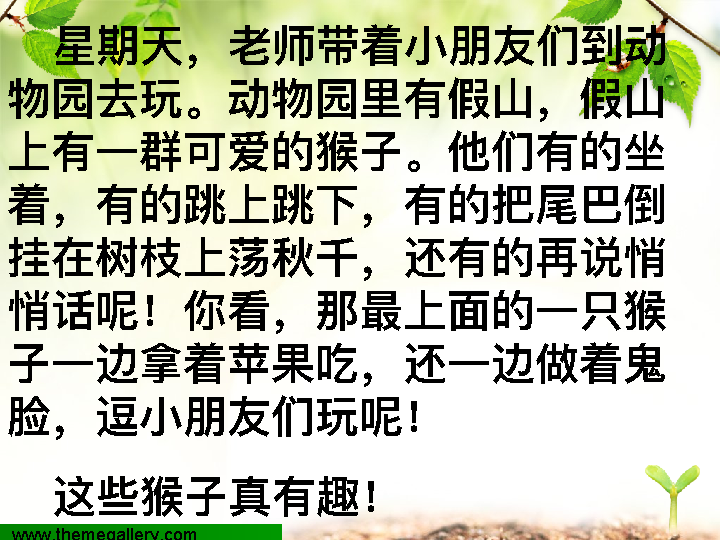 星期天，老师带着小朋友们到动
物园去玩。动物园里有假山，假山
上有一群可爱的猴子。他们有的坐
着，有的跳上跳下，有的把尾巴倒
挂在树枝上荡秋千，还有的再说悄
悄话呢！你看，那最上面的一只猴
子一边拿着苹果吃，还一边做着鬼
脸，逗小朋友们玩呢！
这些猴子真有趣！
www.themegallery.com